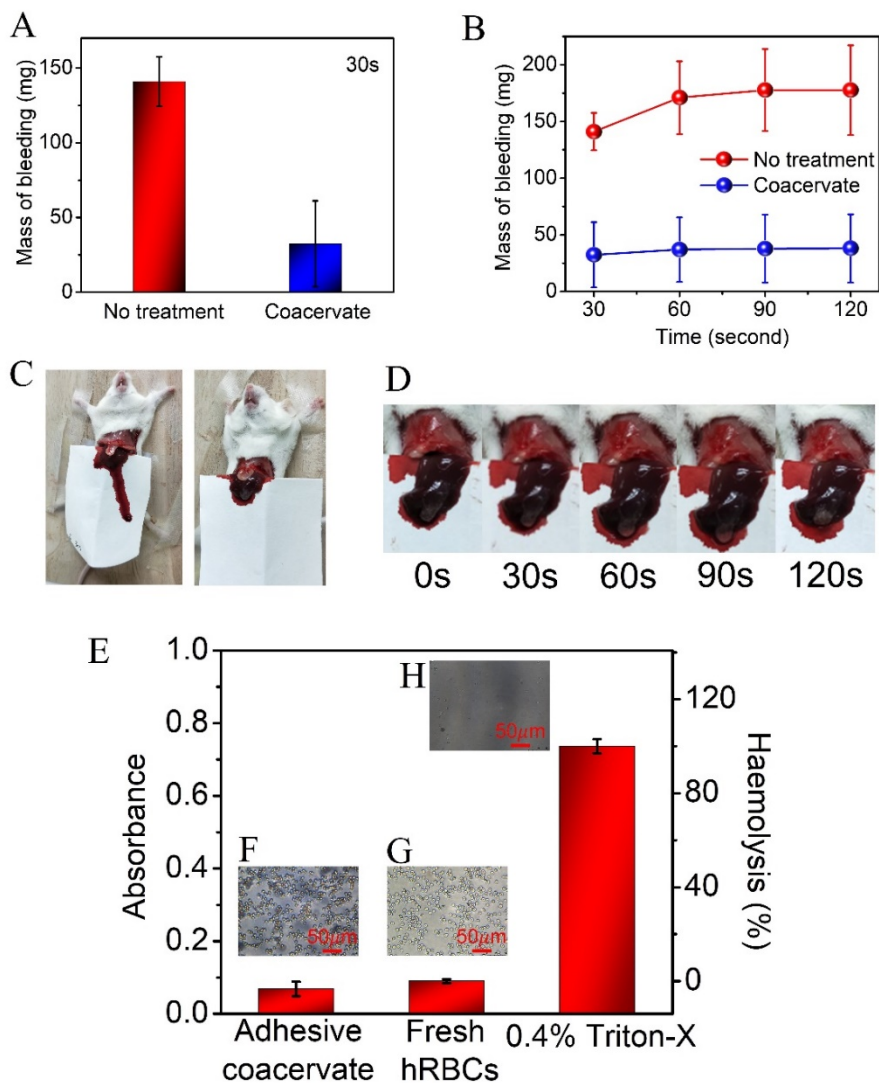 A
Mass of bleeding (mg)
150
100
50
0
30s
No treatment
Coacervate
B
Mass of bleeding (mg)
200
150
100
50
0
No treatment
Coacervate
30
60
90
120
Time (second)
C
D
0s
30s
60s
90s
120s
E
Absorbance
1.0
0.8
0.6
0.4
0.2
0.0
H
50μm
F
50μm
G
50μm
120
80
40
0
Haemolysis (%)
Adhesive
coacervate
Fresh
hRBCs
0.4% Triton-X